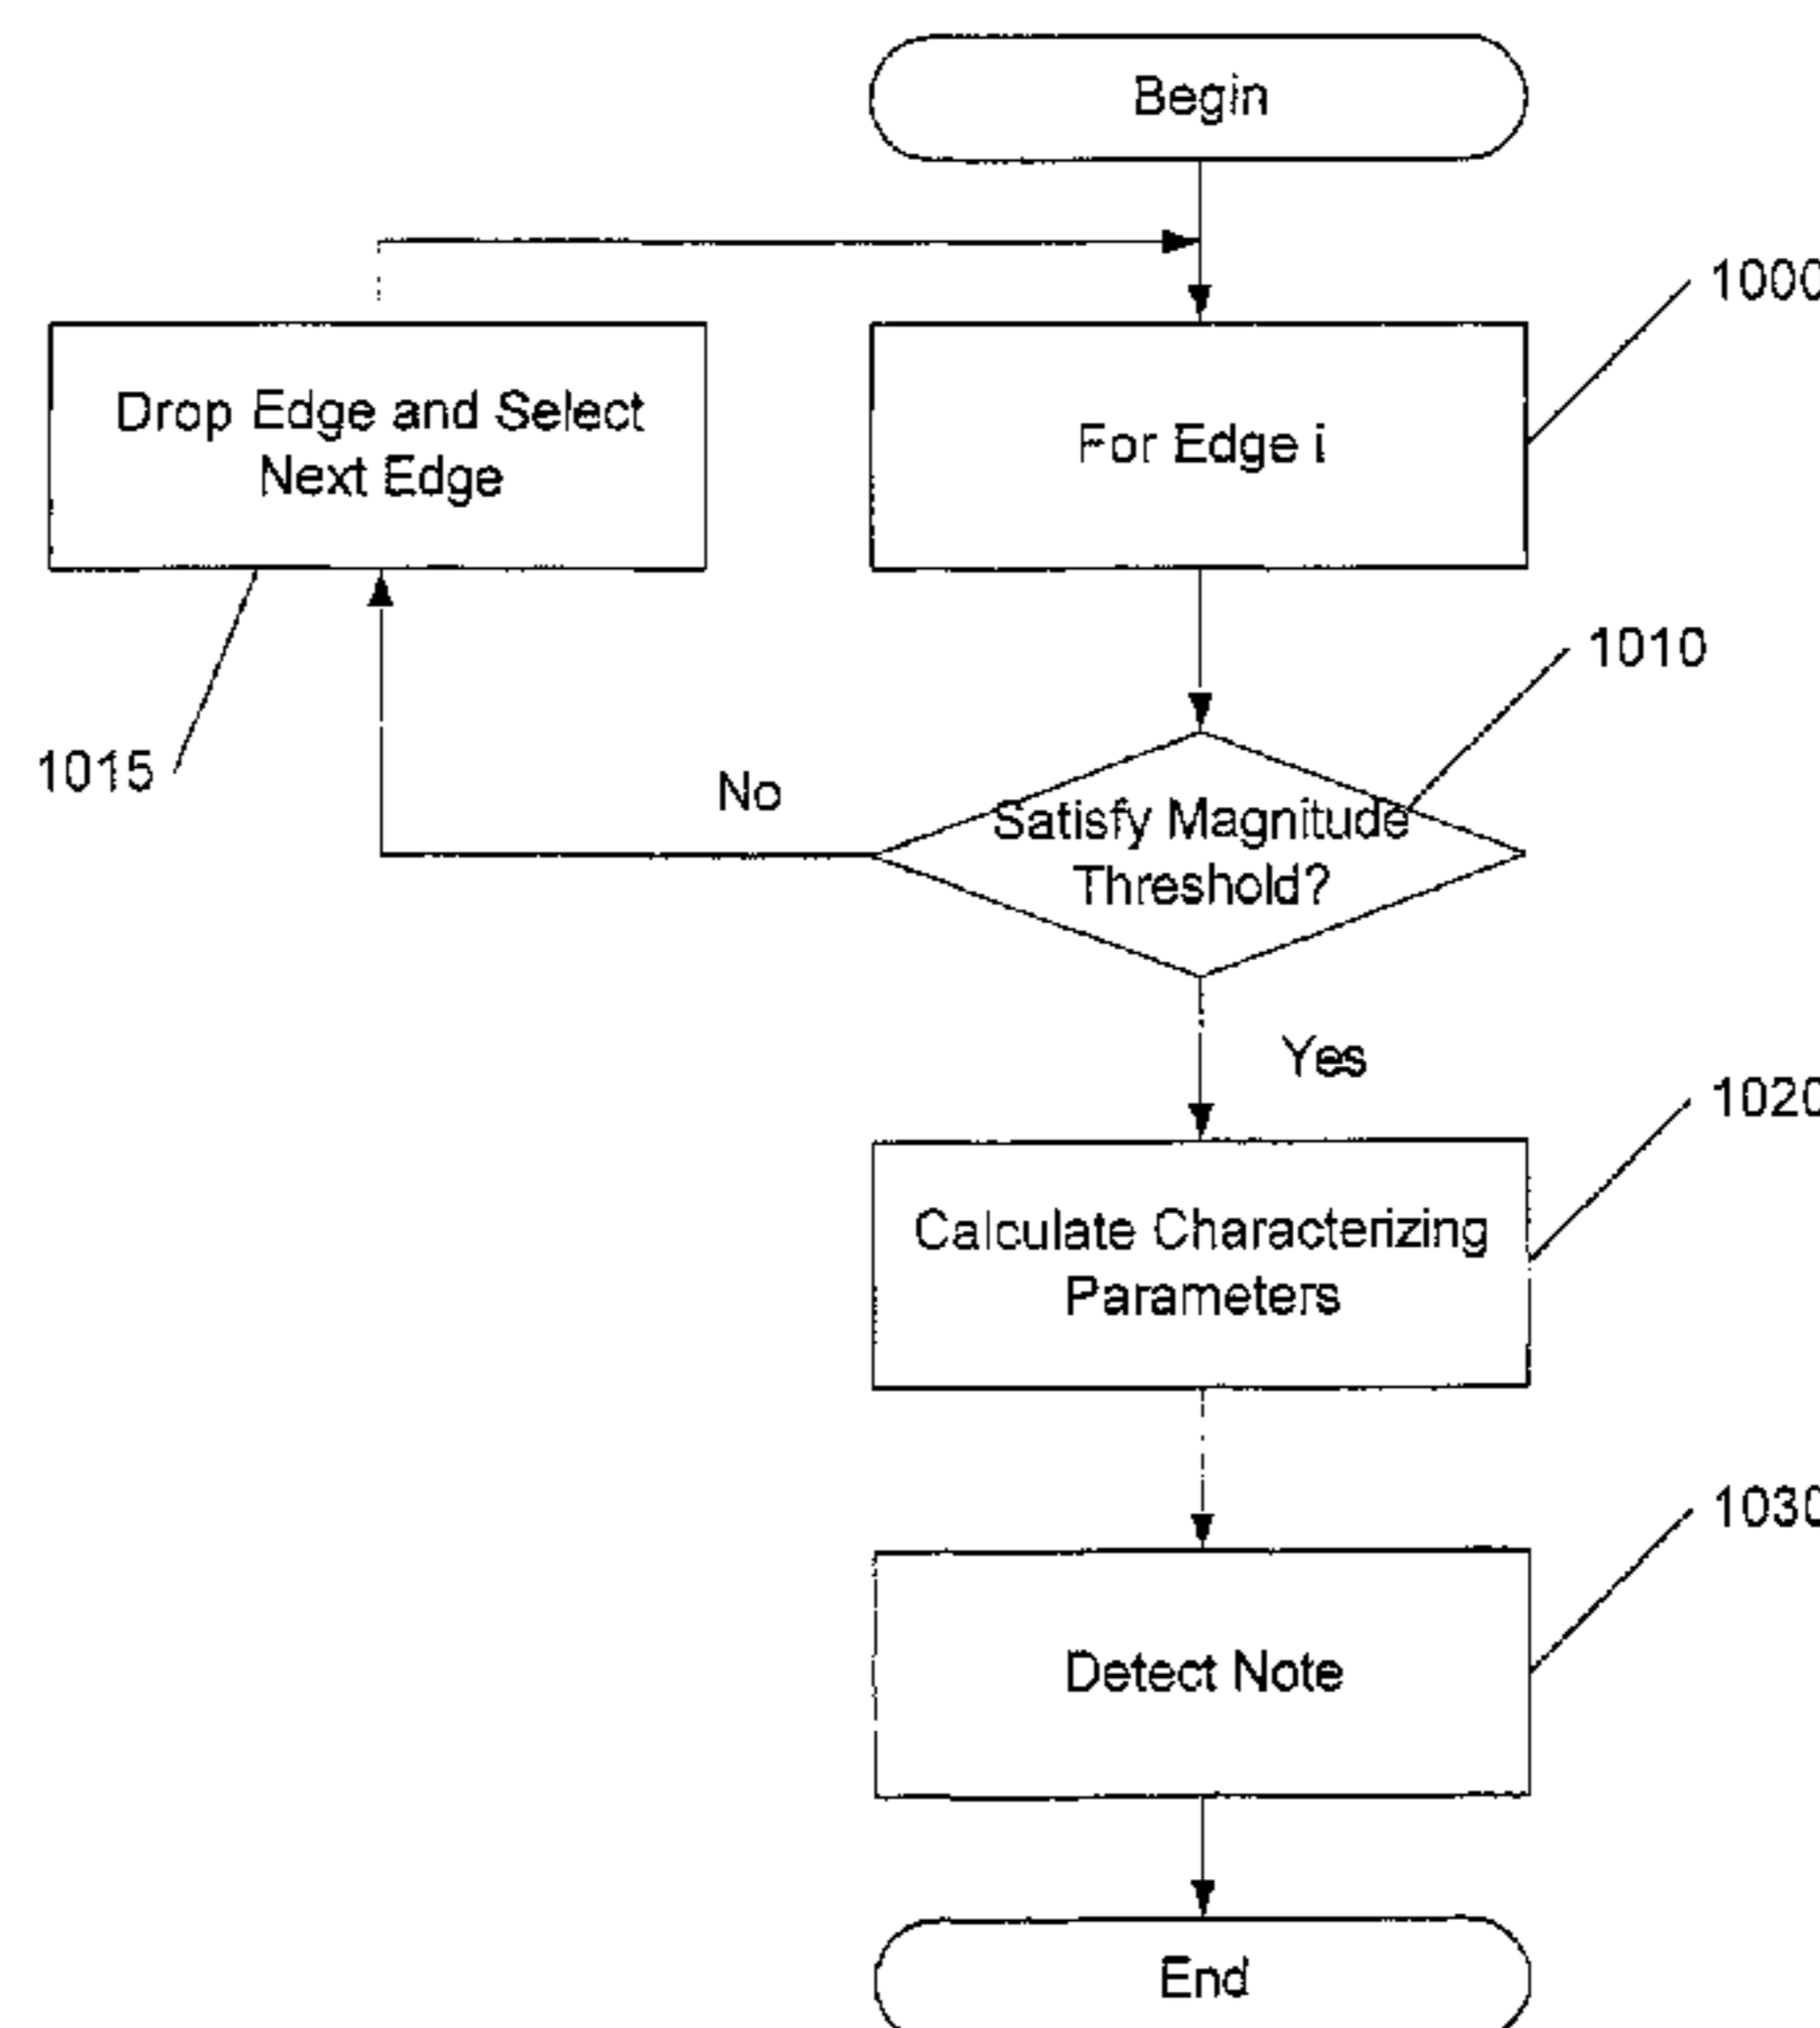 Begin
1000
Drop Edge and Select
Next Edge
For Edge i
1010
1015
No
Satisfy Magnitude
Threshold?
Yes
1020
Calculate Characterizing
Parameters
1030
Detect Note
End